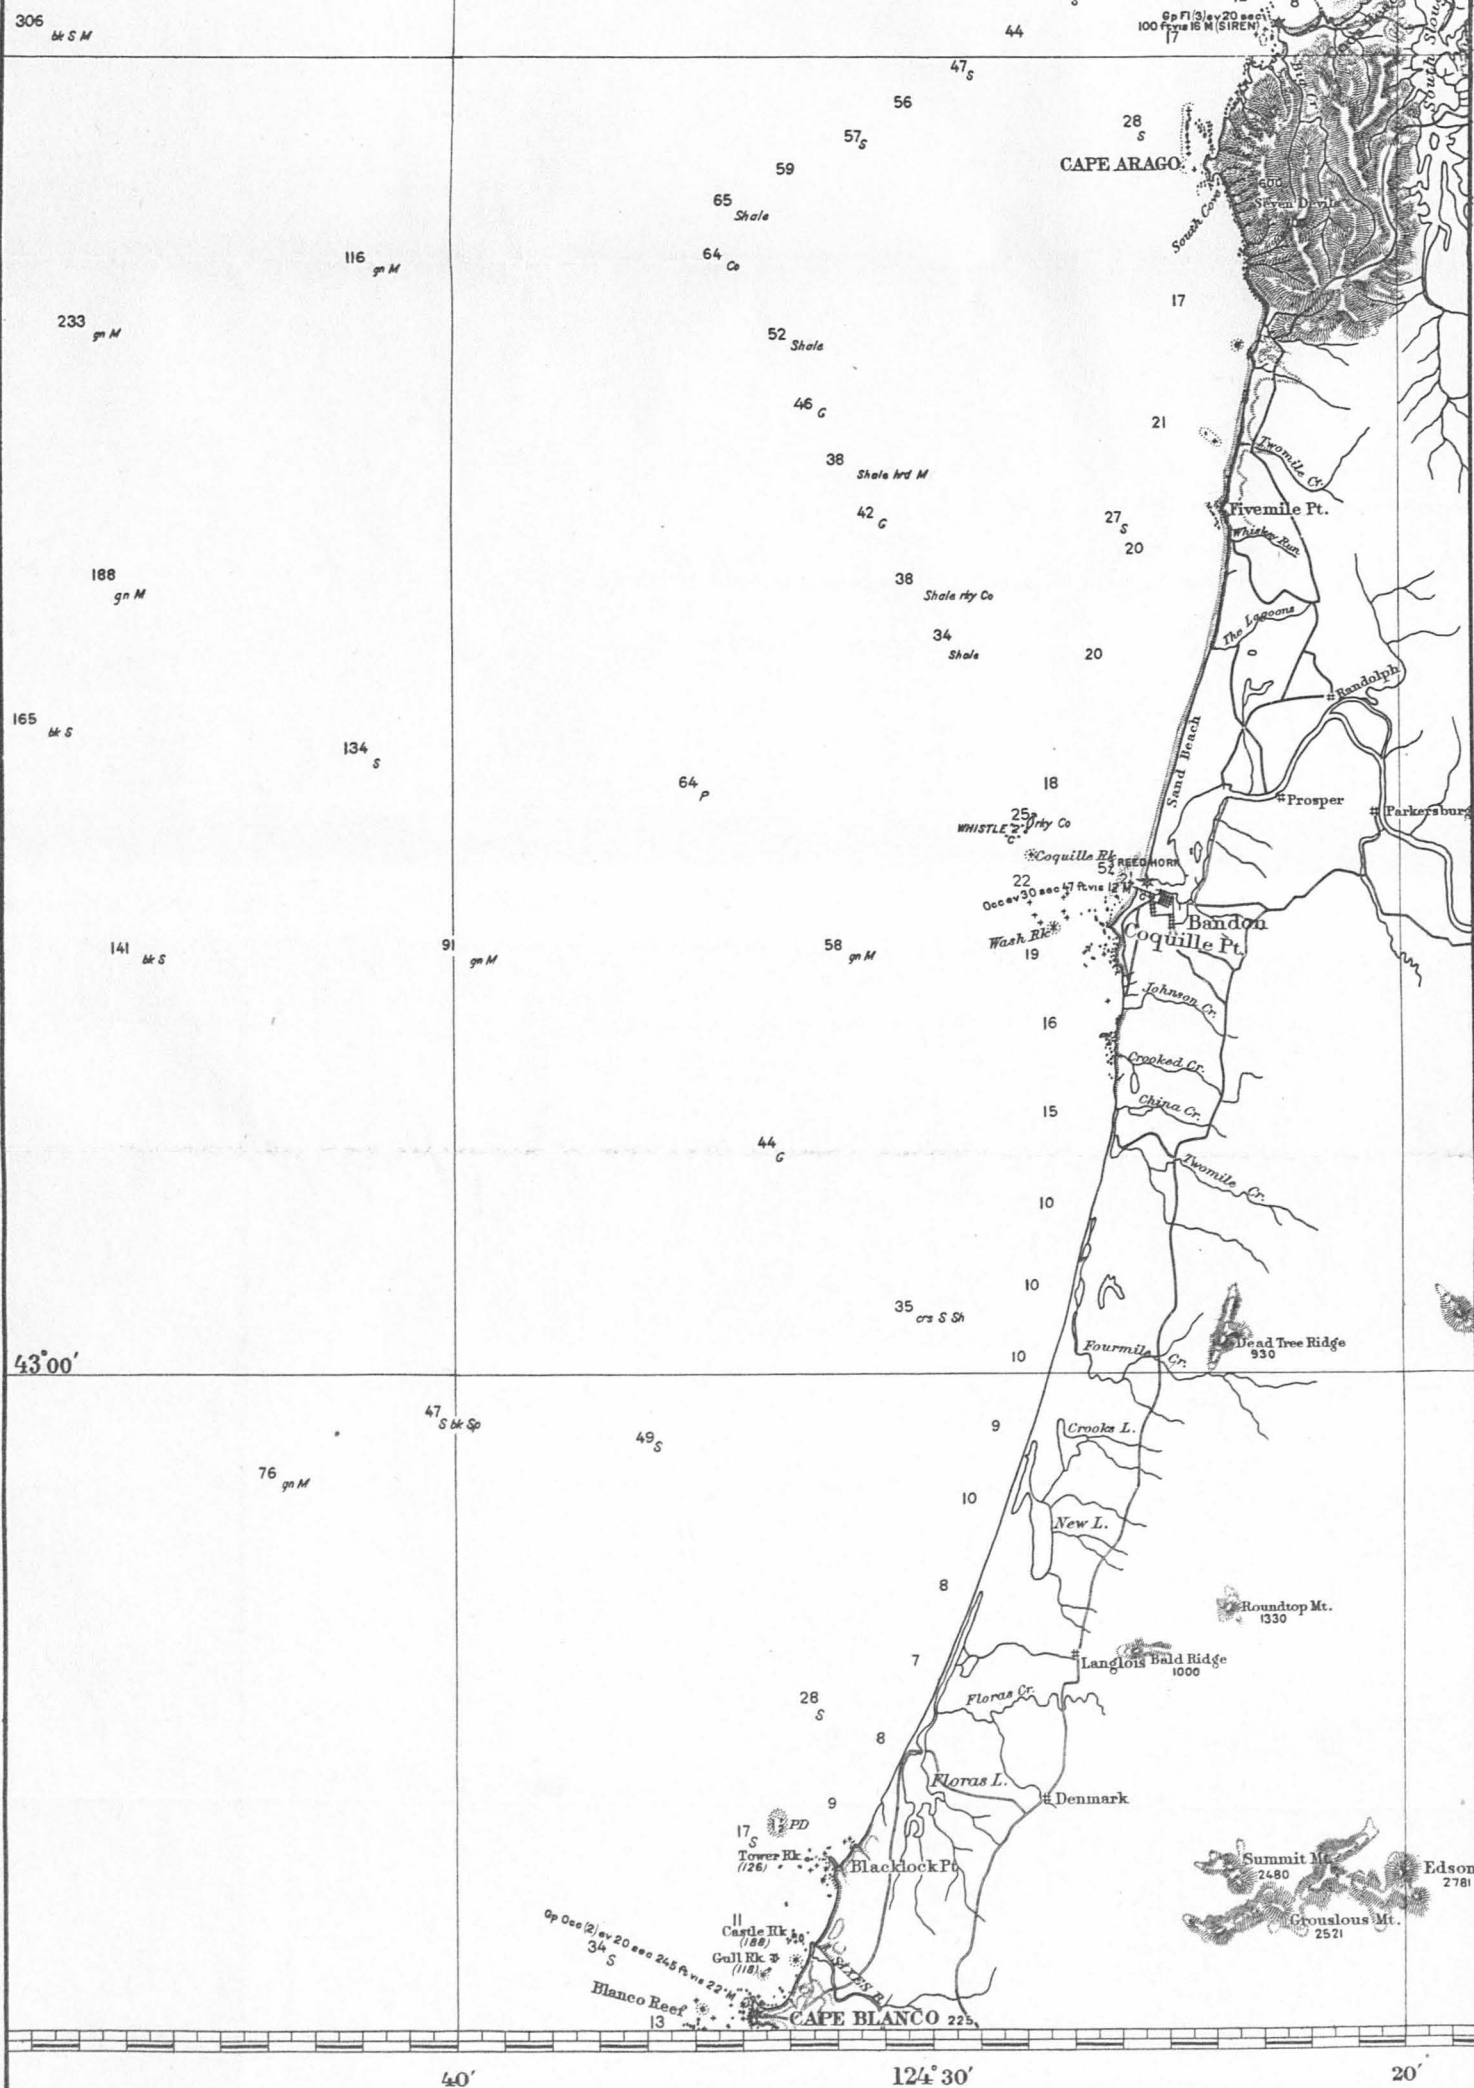 306
bk S M
44
Gp Fl (3) ev 20 sec
100 ft vis 16 M (SIREN)
17
8
South Sloug
Big Cr.
47 S
56
57 S
59
28 S
CAPE ARAGO
600
Seven Devils
South Cove
65 Shale
64 Co
116 gn M
233 gn M
17
52 Shale
46 G
21
Twomile Cr.
38 Shale hrd M
42 G
27 S
20
Fivemile Pt.
Whiskey Run
188 gn M
38 Shale rky Co
34 Shale
20
The Lagoons
Randolph
165 bk S
134 S
64 P
18
Sand Beach
Prosper
Parkersburg
25 rky Co
WHISTLE "2"
"C"
Coquille Rk
REED HORN
22
Occ ev 30 sec 47 ft vis 12 M
Wash Rk
19
Bandon
Coquille Pt.
141 bk S
91 gn M
58 gn M
Johnson Cr.
16
Crooked Cr.
China Cr.
15
44 G
Twomile Cr.
10
10
35 crs S Sh
Dead Tree Ridge
930
10
Fourmile Cr.
43°00'
47 S bk Sp
49 S
76 gn M
9
Crooks L.
10
New L.
8
Roundtop Mt.
1330
7
Langlois
Bald Ridge
1000
Floras Cr.
28 S
8
Floras L.
9
Denmark
PD
17 S
Tower Rk
(126)
Blacklock Pt
Summit Mt.
2480
Edson
2781
Grouslous Mt.
2521
11
Castle Rk
(188)
Gull Rk
(118)
Gp Occ (2) ev 20 sec 245 ft vis 22 M
34 S
SIXES R.
Blanco Reef
13
CAPE BLANCO 225
40'
124°30'
20'